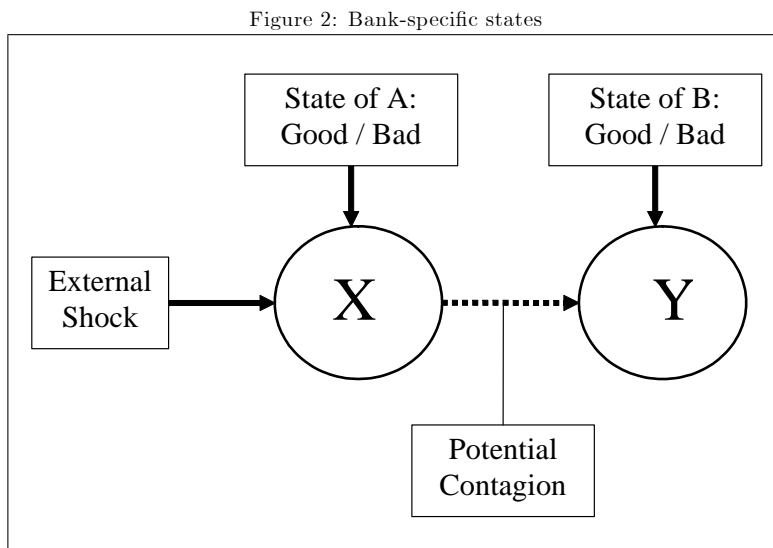 Figure 2: Bank-specific states
State of A:
Good / Bad
State of B:
Good / Bad
External
Shock
X
Y
Potential
Contagion